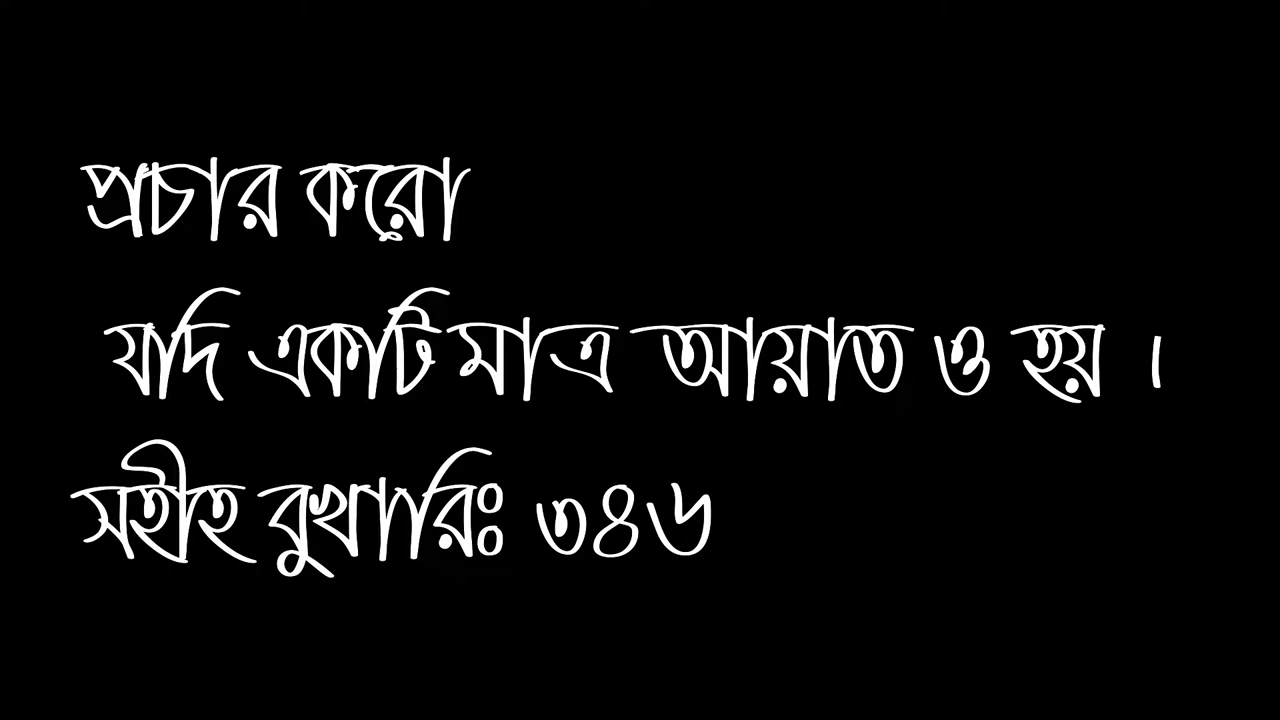 প্রচার করো
যদি একটি মাত্র আয়াত ও হয় ।
সহীহ বুখারিঃ ৩৪৬